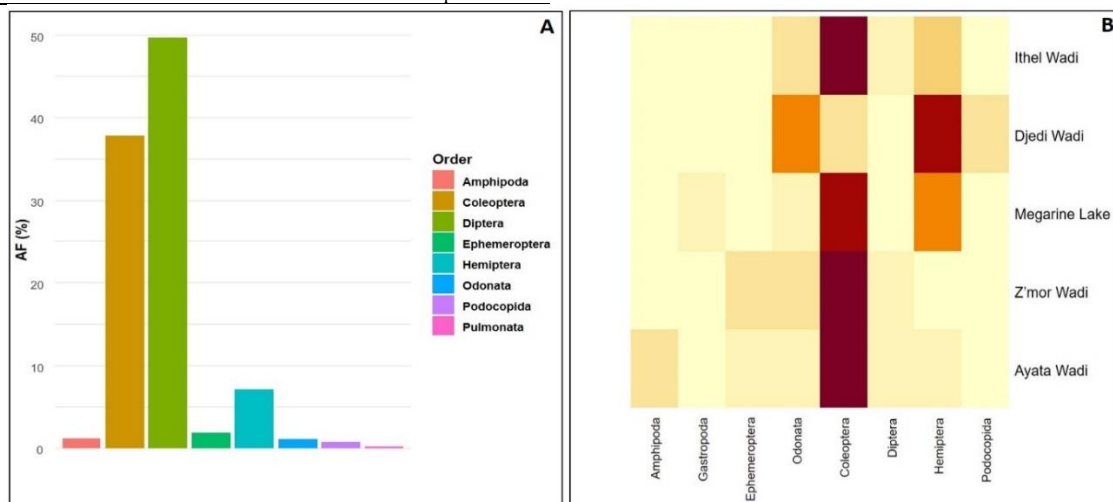 A
50
40
30
20
10
0
AF (%)
Order
Amphipoda
Coleoptera
Diptera
Ephemeroptera
Hemiptera
Odonata
Podocopida
Pulmonata
B
Ithel Wadi
Djedi Wadi
Megarine Lake
Z'mor Wadi
Ayata Wadi
Amphipoda
Gastropoda
Ephemeroptera
Odonata
Coleoptera
Diptera
Hemiptera
Podocopida